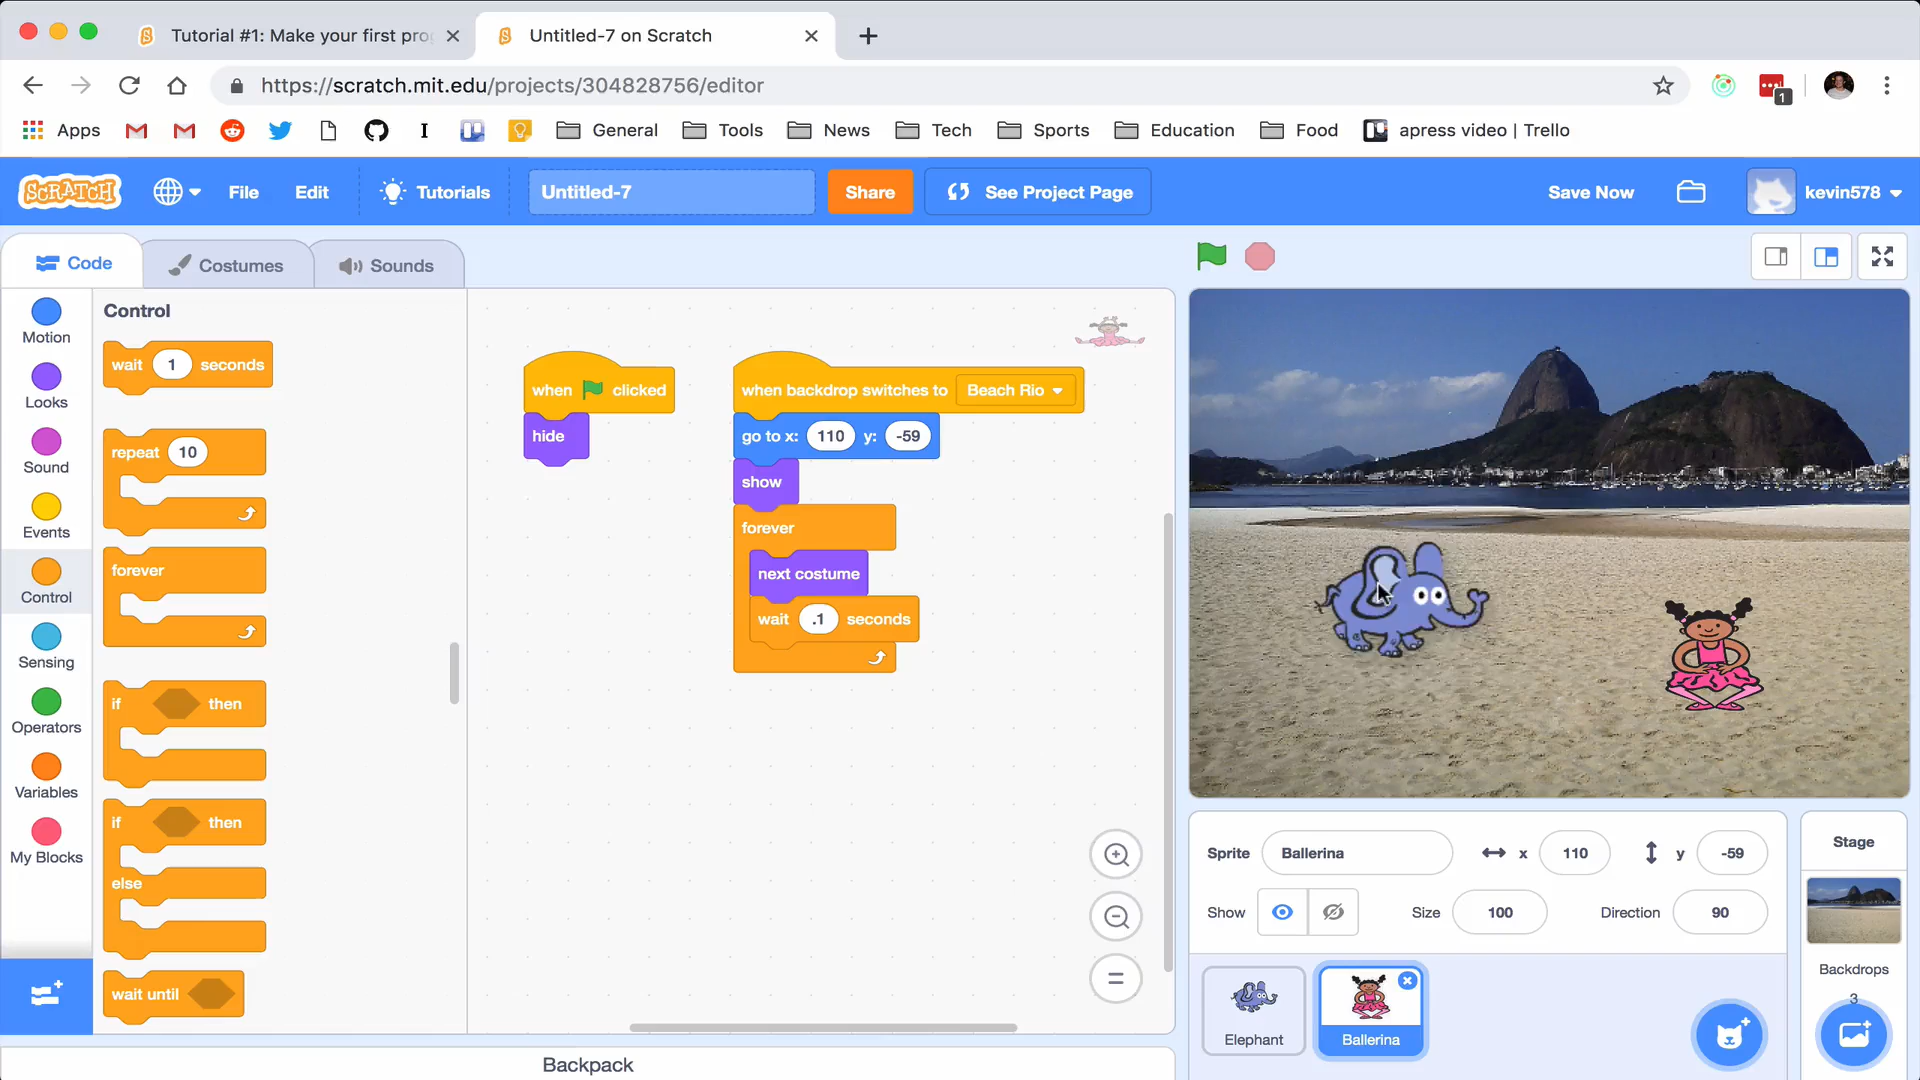 Tutorial #1: Make your first pro
Untitled-7 on Scratch
https://scratch.mit.edu/projects/304828756/editor
1
Apps
General
Tools
News
Tech
Sports
Education
Food
apress video | Trello
SCRATCH
File
Edit
Tutorials
Untitled-7
Share
See Project Page
Save Now
kevin578
Code
Costumes
Sounds
Motion
Looks
Sound
Events
Control
Sensing
Operators
Variables
My Blocks
Control
wait 1 seconds
repeat 10
forever
if then
if then
else
wait until
when clicked
hide
when backdrop switches to Beach Rio
go to x: 110 y: -59
show
forever
next costume
wait .1 seconds
Backpack
Sprite Ballerina x 110 y -59
Show Size 100 Direction 90
Elephant
Ballerina
Stage
Backdrops
3